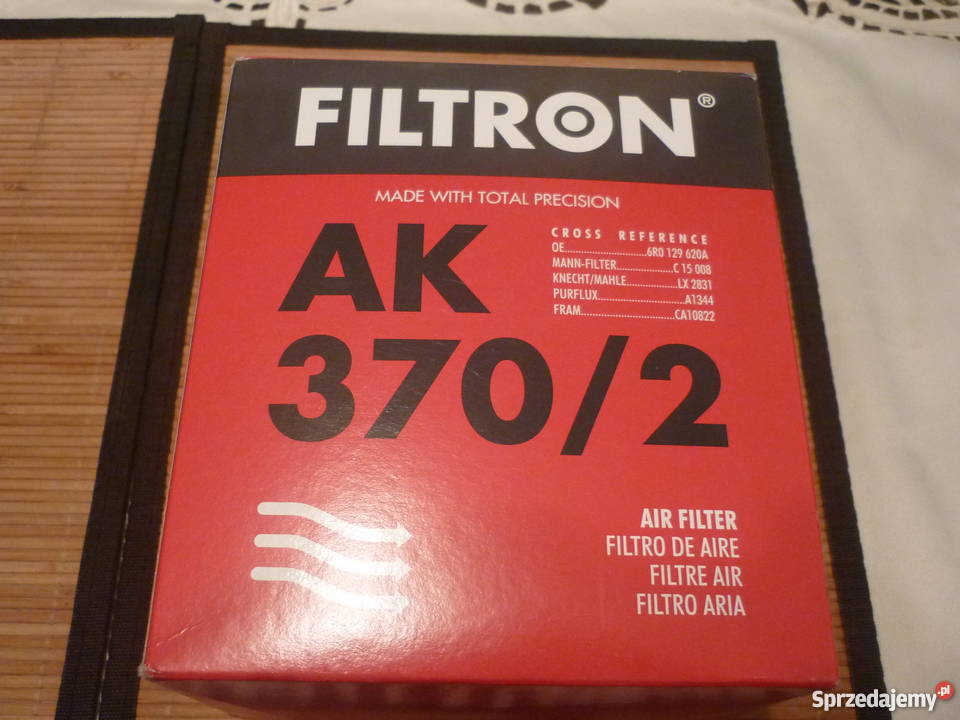 FILTRON®
MADE WITH TOTAL PRECISION
AK
370/2
CROSS REFERENCE
OE..............................6R0 129 620A
MANN-FILTER.....................C 15 008
KNECHT/MAHLE...................LX 2831
PURFLUX...............................A1344
FRAM..................................CA10822
AIR FILTER
FILTRO DE AIRE
FILTRE AIR
FILTRO ARIA
Sprzedajemy.pl